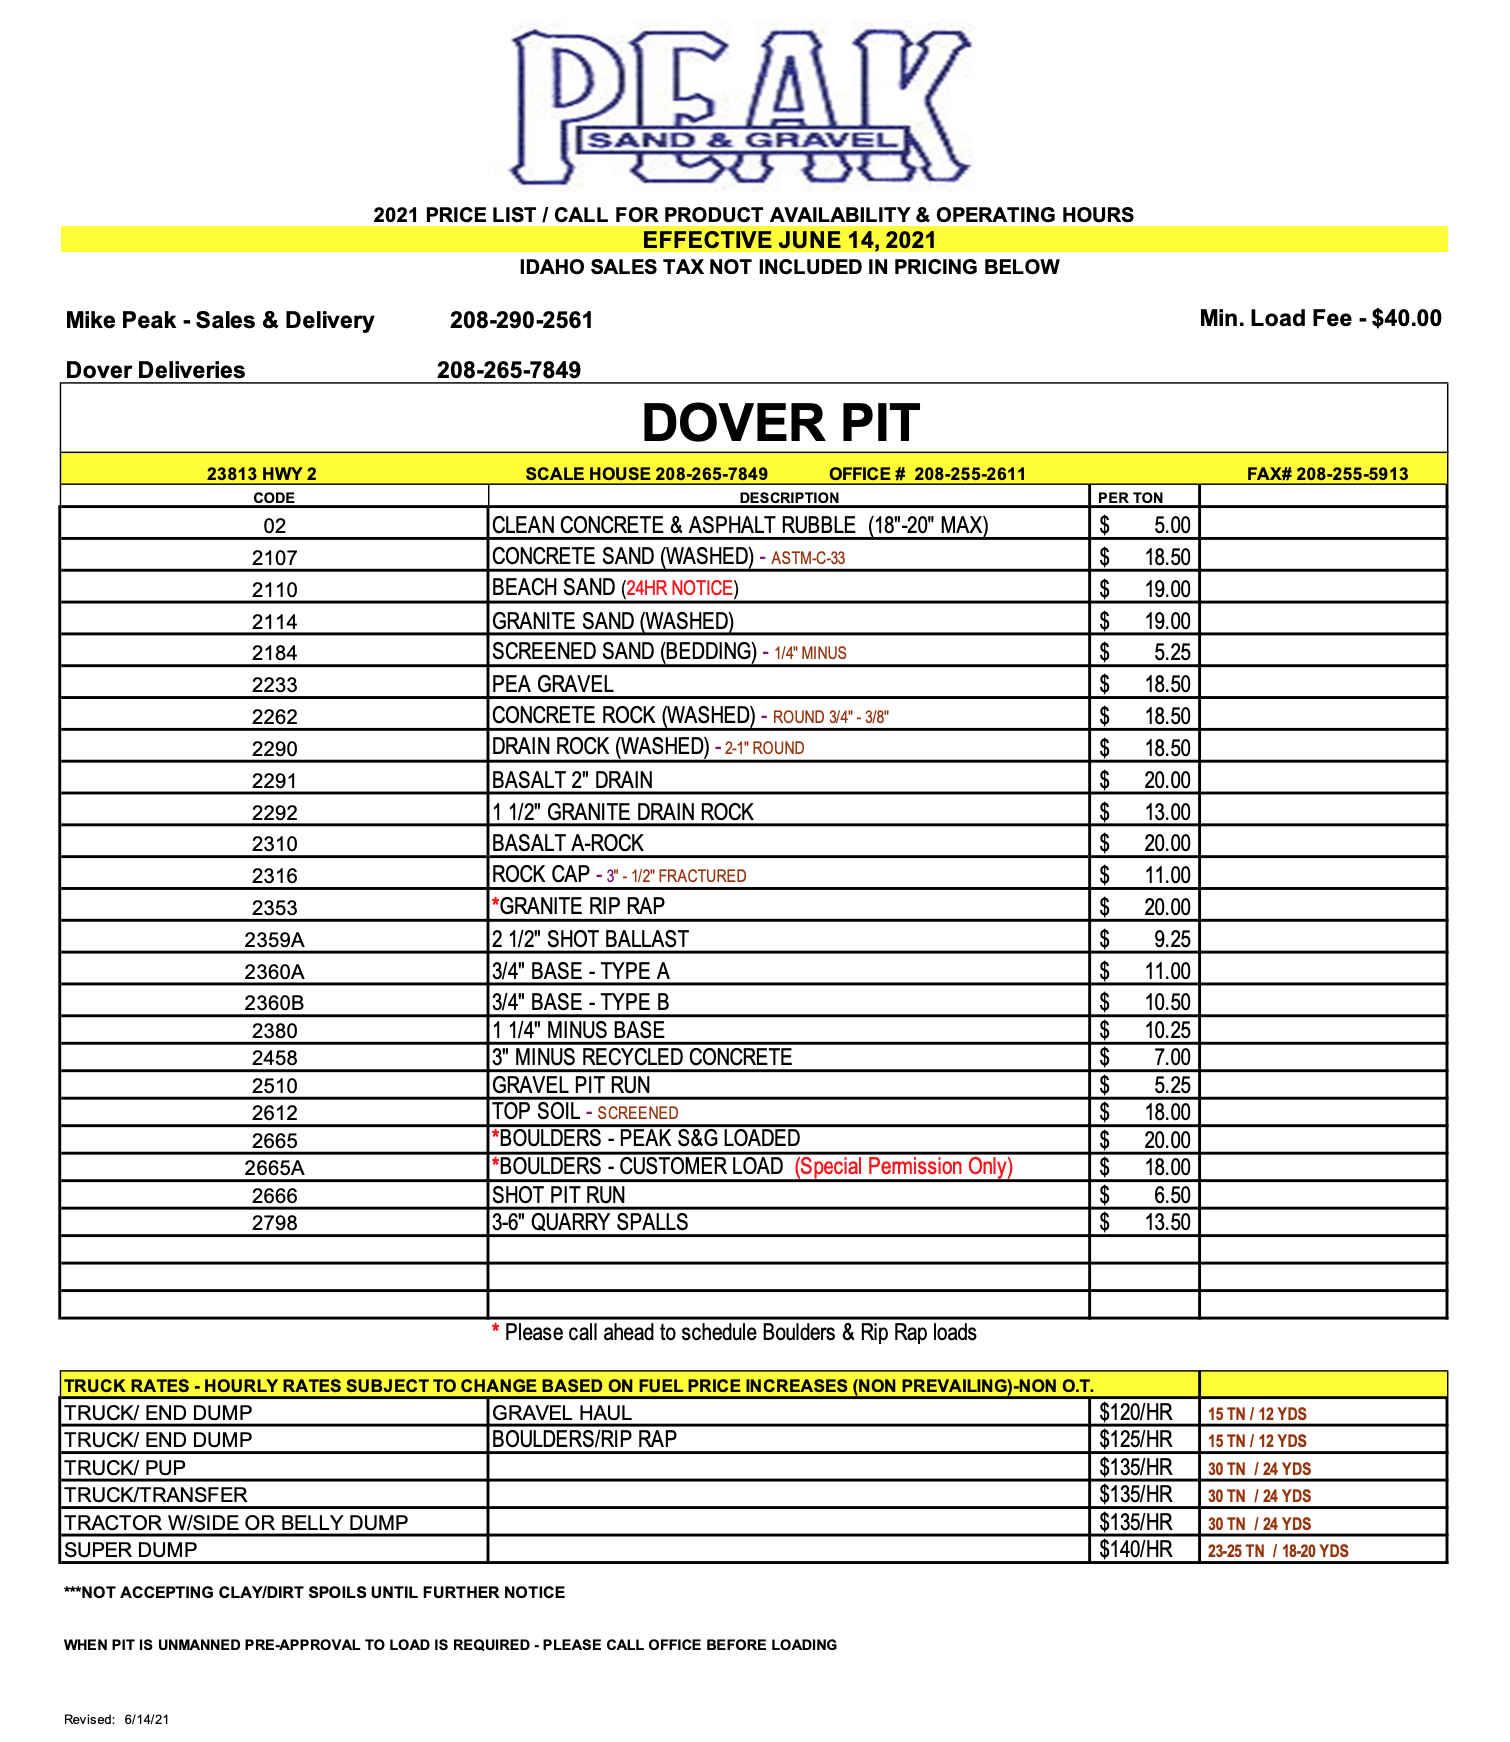 PEAK
SAND & GRAVEL
2021 PRICE LIST / CALL FOR PRODUCT AVAILABILITY & OPERATING HOURS
EFFECTIVE JUNE 14, 2021
IDAHO SALES TAX NOT INCLUDED IN PRICING BELOW
Mike Peak - Sales & Delivery 208-290-2561 Min. Load Fee - $40.00
Dover Deliveries 208-265-7849
DOVER PIT
23813 HWY 2 SCALE HOUSE 208-265-7849 OFFICE # 208-255-2611 FAX# 208-255-5913
CODE DESCRIPTION PER TON
02 CLEAN CONCRETE & ASPHALT RUBBLE (18"-20" MAX) $ 5.00
2107 CONCRETE SAND (WASHED) - ASTM-C-33 $ 18.50
2110 BEACH SAND (24HR NOTICE) $ 19.00
2114 GRANITE SAND (WASHED) $ 19.00
2184 SCREENED SAND (BEDDING) - 1/4" MINUS $ 5.25
2233 PEA GRAVEL $ 18.50
2262 CONCRETE ROCK (WASHED) - ROUND 3/4" - 3/8" $ 18.50
2290 DRAIN ROCK (WASHED) - 2-1" ROUND $ 18.50
2291 BASALT 2" DRAIN $ 20.00
2292 1 1/2" GRANITE DRAIN ROCK $ 13.00
2310 BASALT A-ROCK $ 20.00
2316 ROCK CAP - 3" - 1/2" FRACTURED $ 11.00
2353 *GRANITE RIP RAP $ 20.00
2359A 2 1/2" SHOT BALLAST $ 9.25
2360A 3/4" BASE - TYPE A $ 11.00
2360B 3/4" BASE - TYPE B $ 10.50
2380 1 1/4" MINUS BASE $ 10.25
2458 3" MINUS RECYCLED CONCRETE $ 7.00
2510 GRAVEL PIT RUN $ 5.25
2612 TOP SOIL - SCREENED $ 18.00
2665 *BOULDERS - PEAK S&G LOADED $ 20.00
2665A *BOULDERS - CUSTOMER LOAD (Special Permission Only) $ 18.00
2666 SHOT PIT RUN $ 6.50
2798 3-6" QUARRY SPALLS $ 13.50
* Please call ahead to schedule Boulders & Rip Rap loads
TRUCK RATES - HOURLY RATES SUBJECT TO CHANGE BASED ON FUEL PRICE INCREASES (NON PREVAILING)-NON O.T.
TRUCK/ END DUMP GRAVEL HAUL $120/HR 15 TN / 12 YDS
TRUCK/ END DUMP BOULDERS/RIP RAP $125/HR 15 TN / 12 YDS
TRUCK/ PUP $135/HR 30 TN / 24 YDS
TRUCK/TRANSFER $135/HR 30 TN / 24 YDS
TRACTOR W/SIDE OR BELLY DUMP $135/HR 30 TN / 24 YDS
SUPER DUMP $140/HR 23-25 TN / 18-20 YDS
***NOT ACCEPTING CLAY/DIRT SPOILS UNTIL FURTHER NOTICE
WHEN PIT IS UNMANNED PRE-APPROVAL TO LOAD IS REQUIRED - PLEASE CALL OFFICE BEFORE LOADING
Revised: 6/14/21